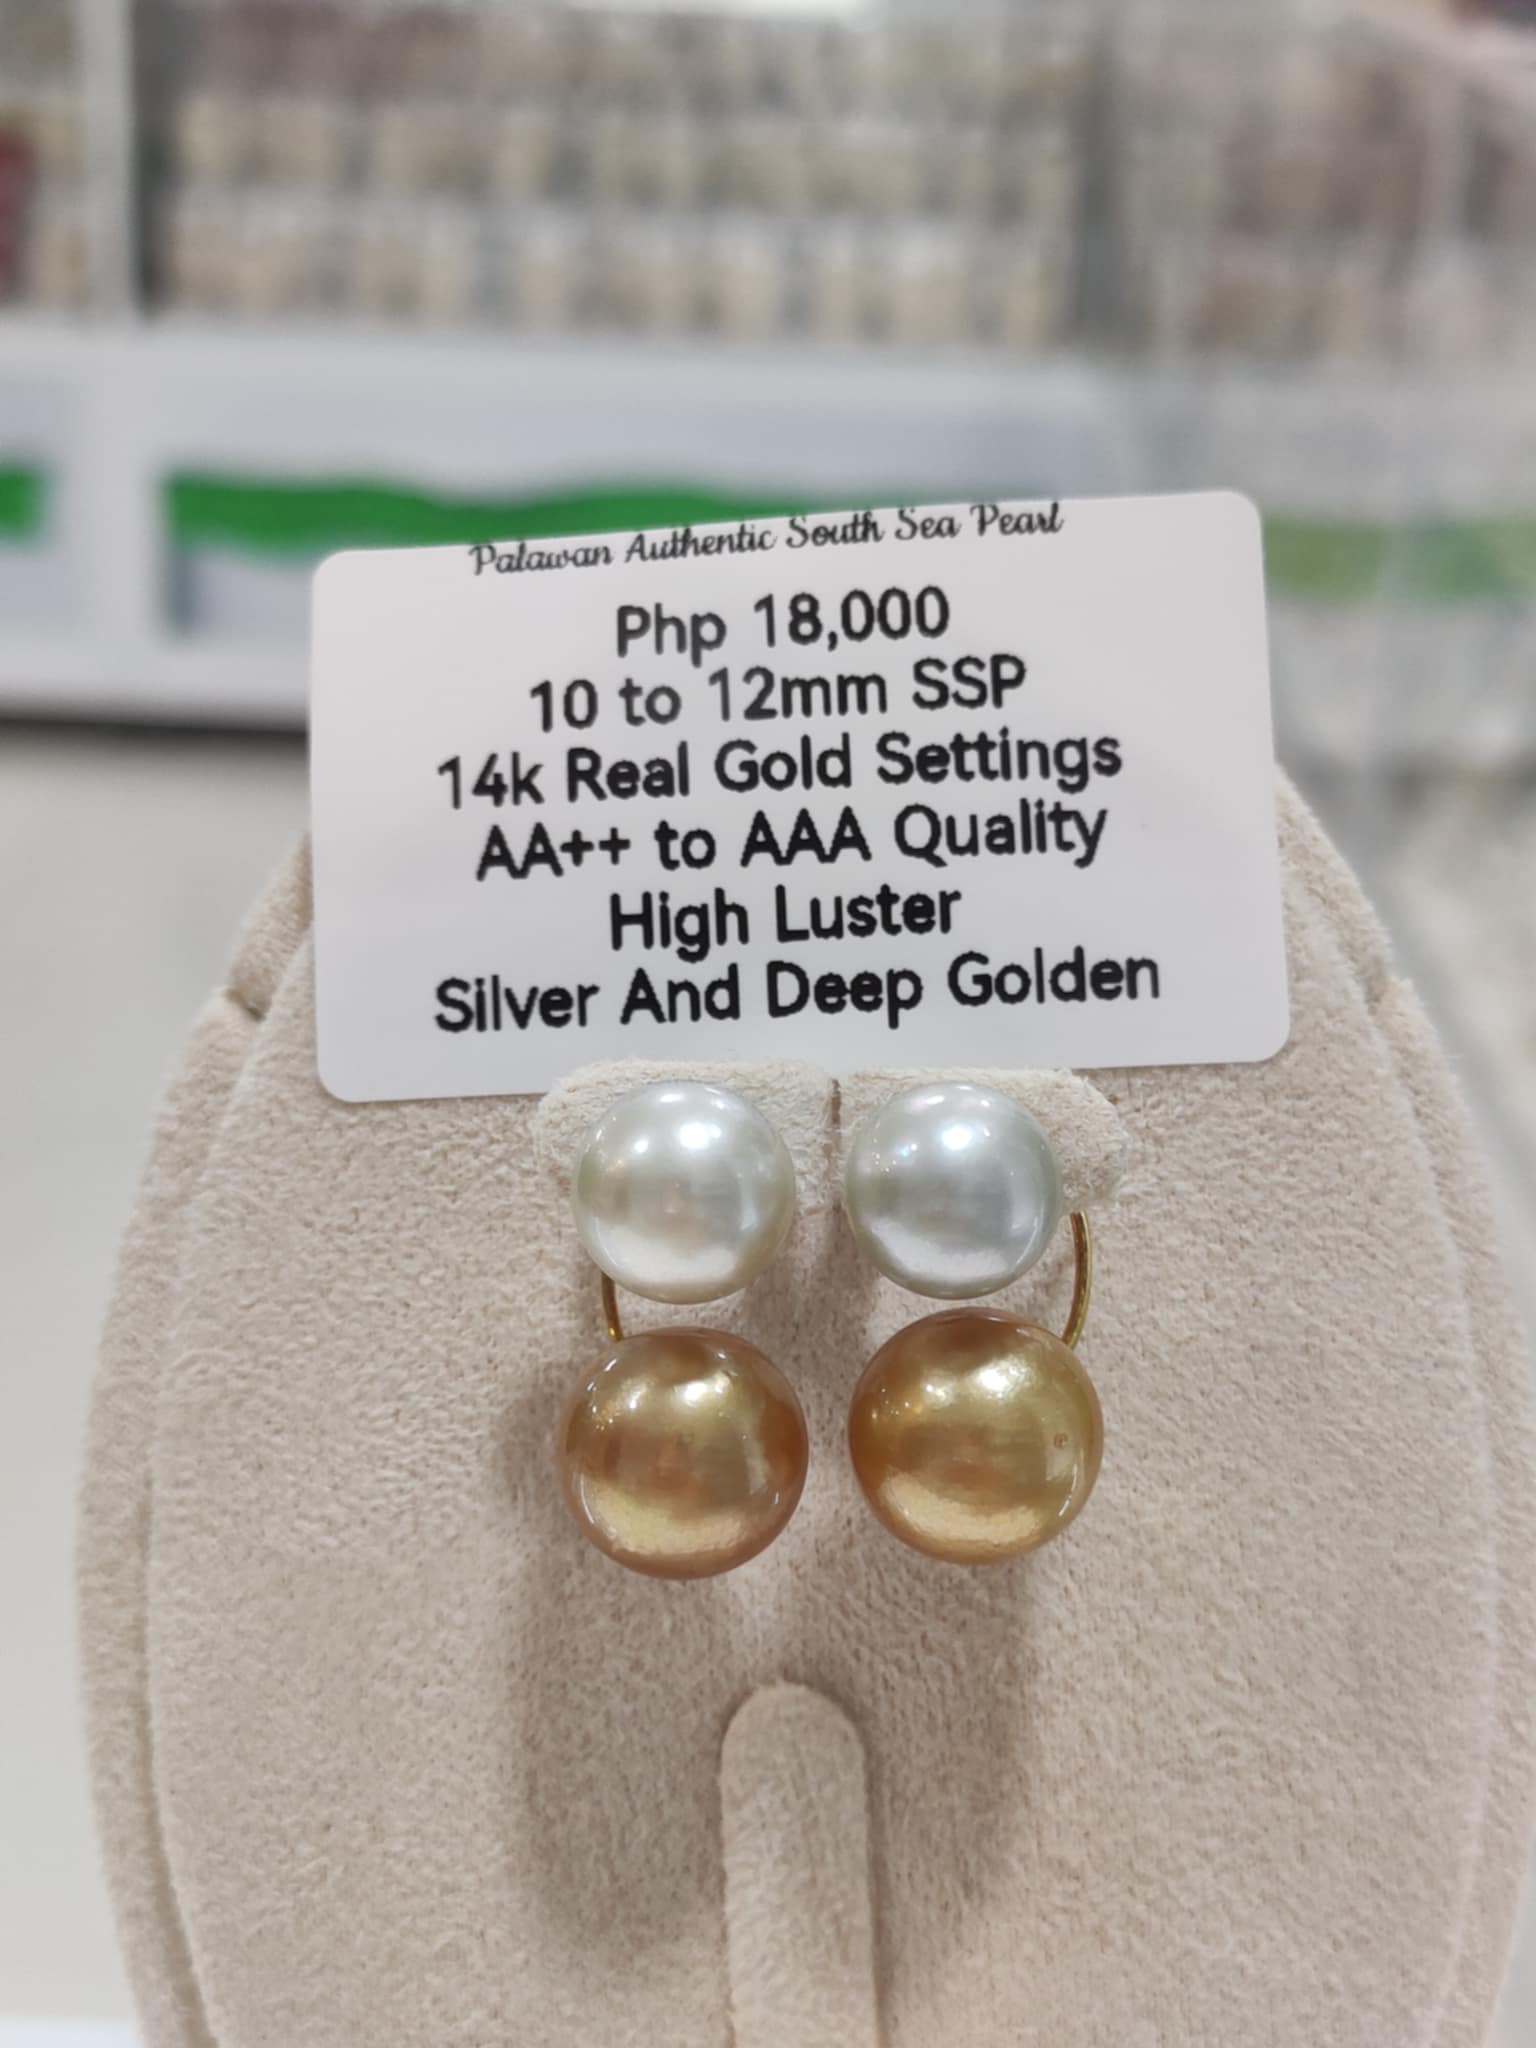 Palawan Authentic South Sea Pearl
Php 18,000
10 to 12mm SSP
14k Real Gold Settings
AA++ to AAA Quality
High Luster
Silver And Deep Golden